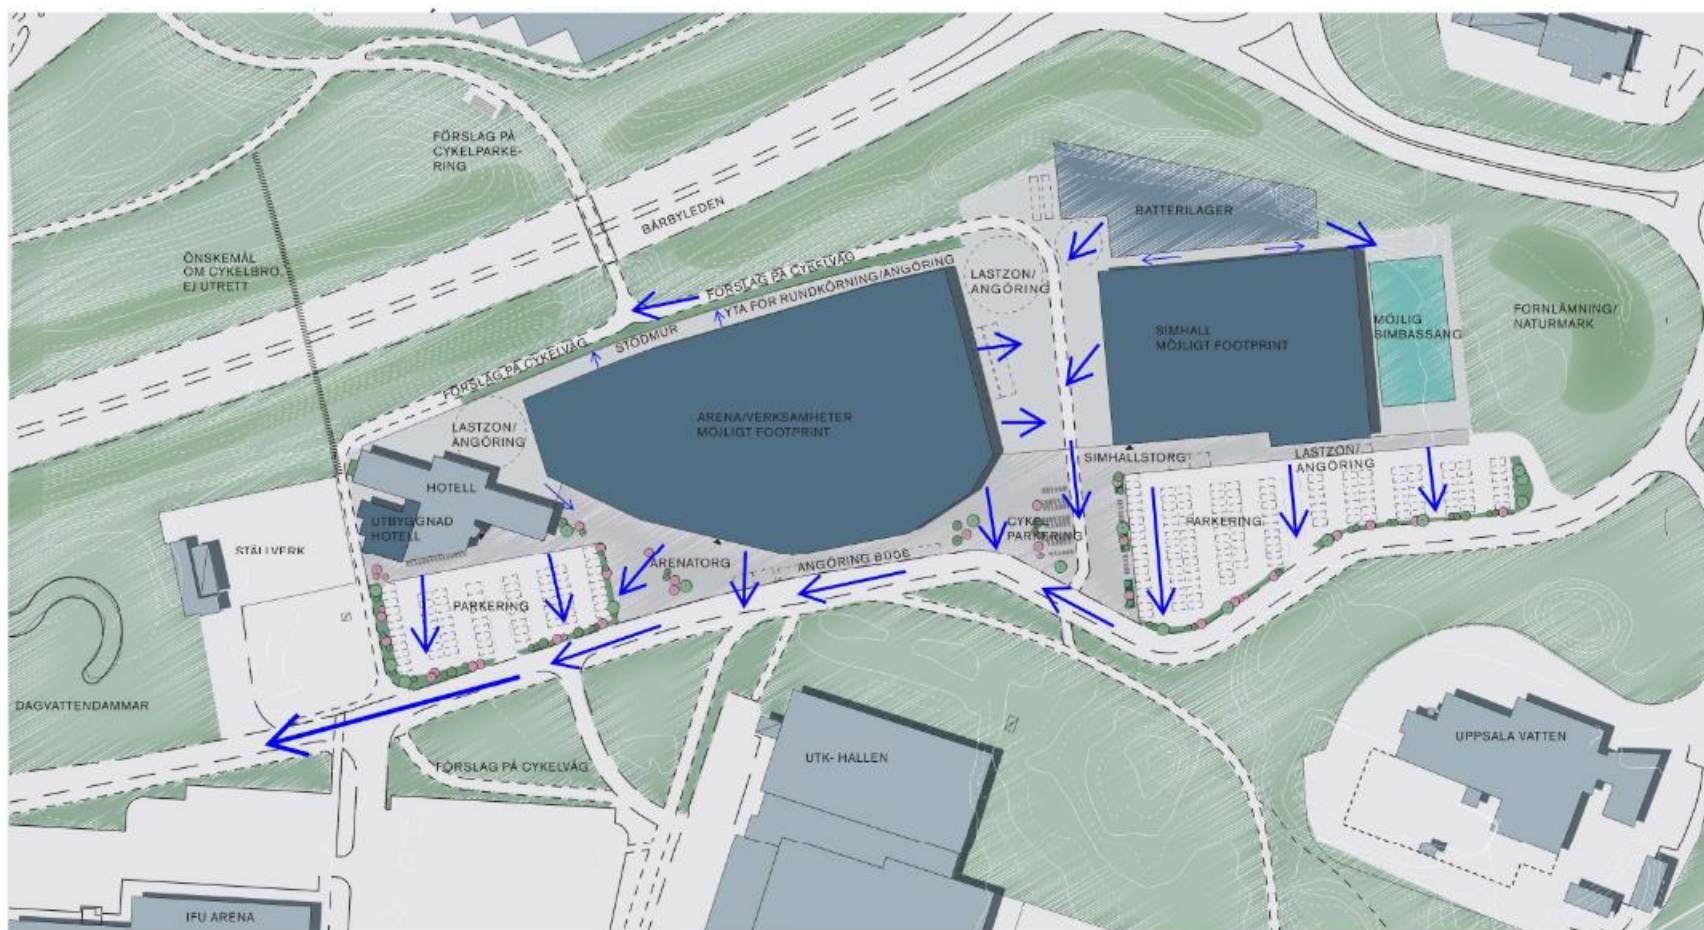 FÖRSLAG PÅ
CYKELPARKE-
RING
BÄRBYLEDEN
BATTERILAGER
ÖNSKEMÅL
OM CYKELBRO,
EJ UTRETT
FÖRSLAG PÅ CYKELVÄG
YTA FÖR RUNDKÖRNING/ANGÖRING
LASTZON/
ANGÖRING
STÖDMUR
FÖRSLAG PÅ CYKELVÄG
SIMHALL
MÖJLIGT FOOTPRINT
MÖJLIG
SIMBASSÄNG
FORNLÄMNING/
NATURMARK
LASTZON/
ANGÖRING
ARENA/VERKSAMHETER
MÖJLIGT FOOTPRINT
SIMHALLSTORG
LASTZON/
ANGÖRING
HOTELL
UTBYGGNAD
HOTELL
STÄLLVERK
CYKEL
PARKERING
PARKERING
ARENATORG
ANGÖRING BUSS
PARKERING
DAGVATTENDAMMAR
FÖRSLAG PÅ CYKELVÄG
UTK- HALLEN
UPPSALA VATTEN
IFU ARENA